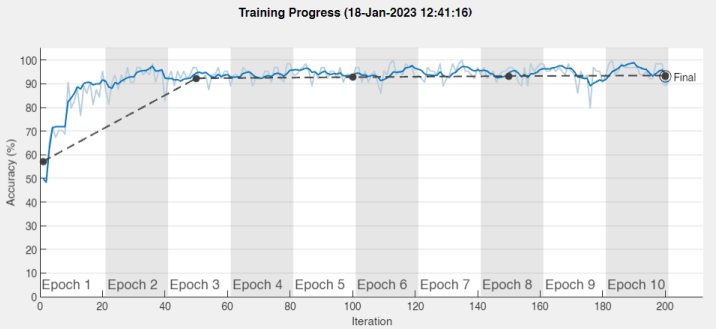 Training Progress (18-Jan-2023 12:41:16)
100
90
80
70
60
50
40
30
20
10
0
Accuracy (%)
Final
Epoch 1 Epoch 2 Epoch 3 Epoch 4 Epoch 5 Epoch 6 Epoch 7 Epoch 8 Epoch 9 Epoch 10
0 20 40 60 80 100 120 140 160 180 200
Iteration